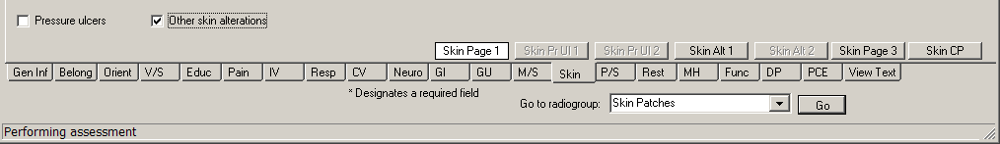 Pressure ulcers Other skin alterations
Skin Page 1 Skin Pr Ul 1 Skin Pr Ul 2 Skin Alt 1 Skin Alt 2 Skin Page 3 Skin CP
Gen Inf Belong Orient V/S Educ Pain IV Resp CV Neuro GI GU M/S Skin P/S Rest MH Func DP PCE View Text
* Designates a required field
Go to radiogroup: Skin Patches Go
Performing assessment